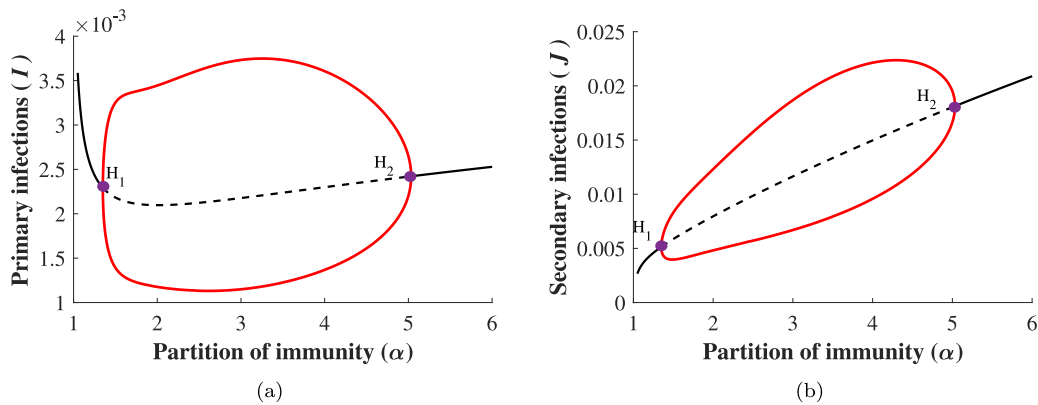 ×10⁻³
4
3.5
3
2.5
2
1.5
1
1 2 3 4 5 6
Primary infections ( I )
Partition of immunity (α)
H₁
H₂
(a)
0.025
0.02
0.015
0.01
0.005
0
1 2 3 4 5 6
Secondary infections ( J )
Partition of immunity (α)
H₁
H₂
(b)